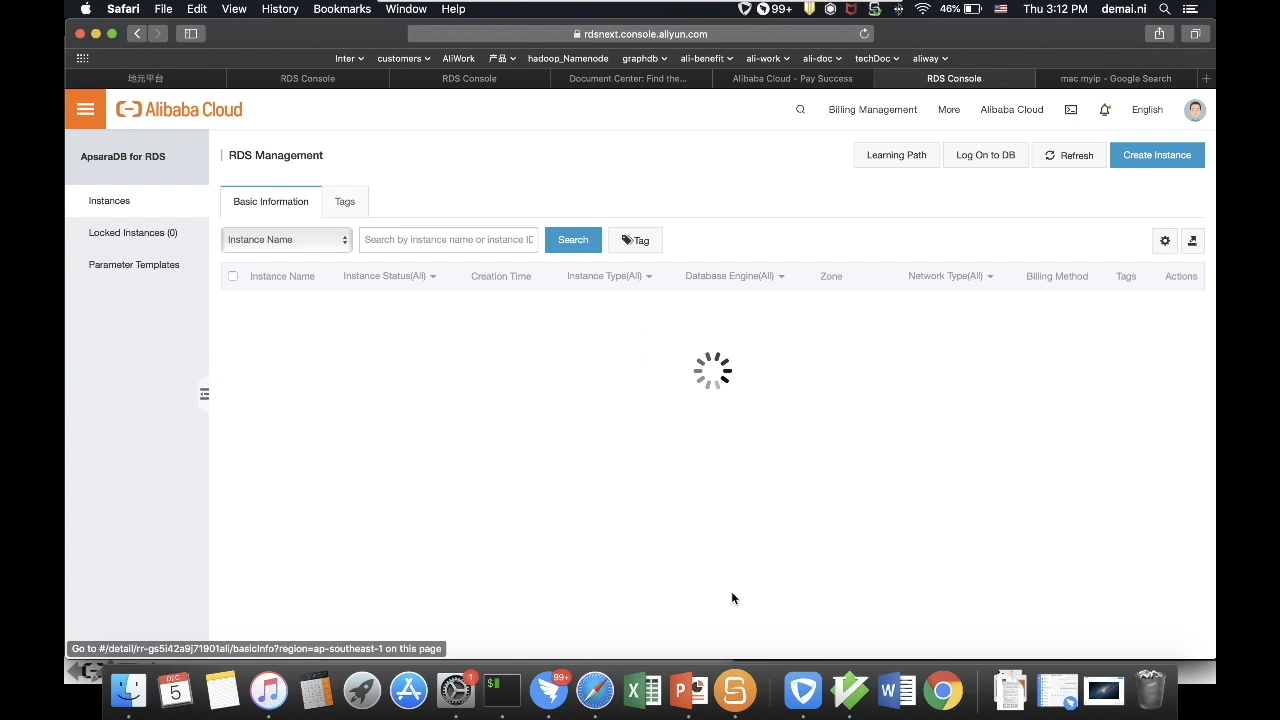 Safari File Edit View History Bookmarks Window Help 99+ 46% Thu 3:12 PM demai.ni
rdsnext.console.aliyun.com
Inter customers AliWork 产品 hadoop_Namenode graphdb ali-benefit ali-work ali-doc techDoc aliway
地元平台 RDS Console RDS Console Document Center: Find the... Alibaba Cloud - Pay Success RDS Console mac myip - Google Search
Alibaba Cloud Billing Management More Alibaba Cloud English
ApsaraDB for RDS
RDS Management Learning Path Log On to DB Refresh Create Instance
Instances
Basic Information Tags
Locked Instances (0)
Instance Name Search by instance name or instance ID Search Tag
Parameter Templates
Instance Name Instance Status(All) Creation Time Instance Type(All) Database Engine(All) Zone Network Type(All) Billing Method Tags Actions
Go to #/detail/rr-gs5i42a9j71901ali/basicInfo?region=ap-southeast-1 on this page
DEC
5
1
$
99+
X
P
S
V
W